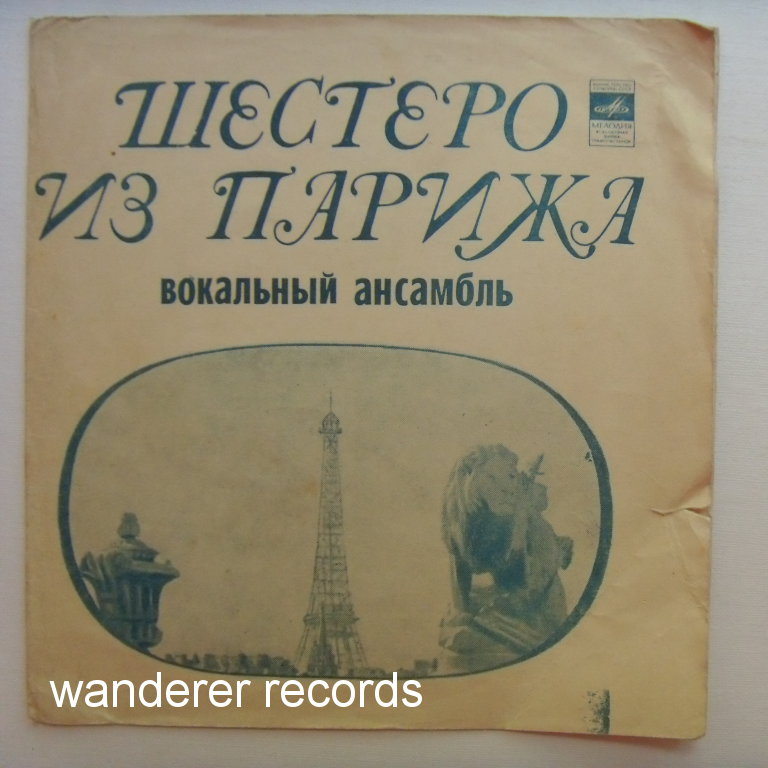 ШЕСТЕРО
ИЗ ПАРИЖА
вокальный ансамбль
МЕЛОДИЯ
wanderer records